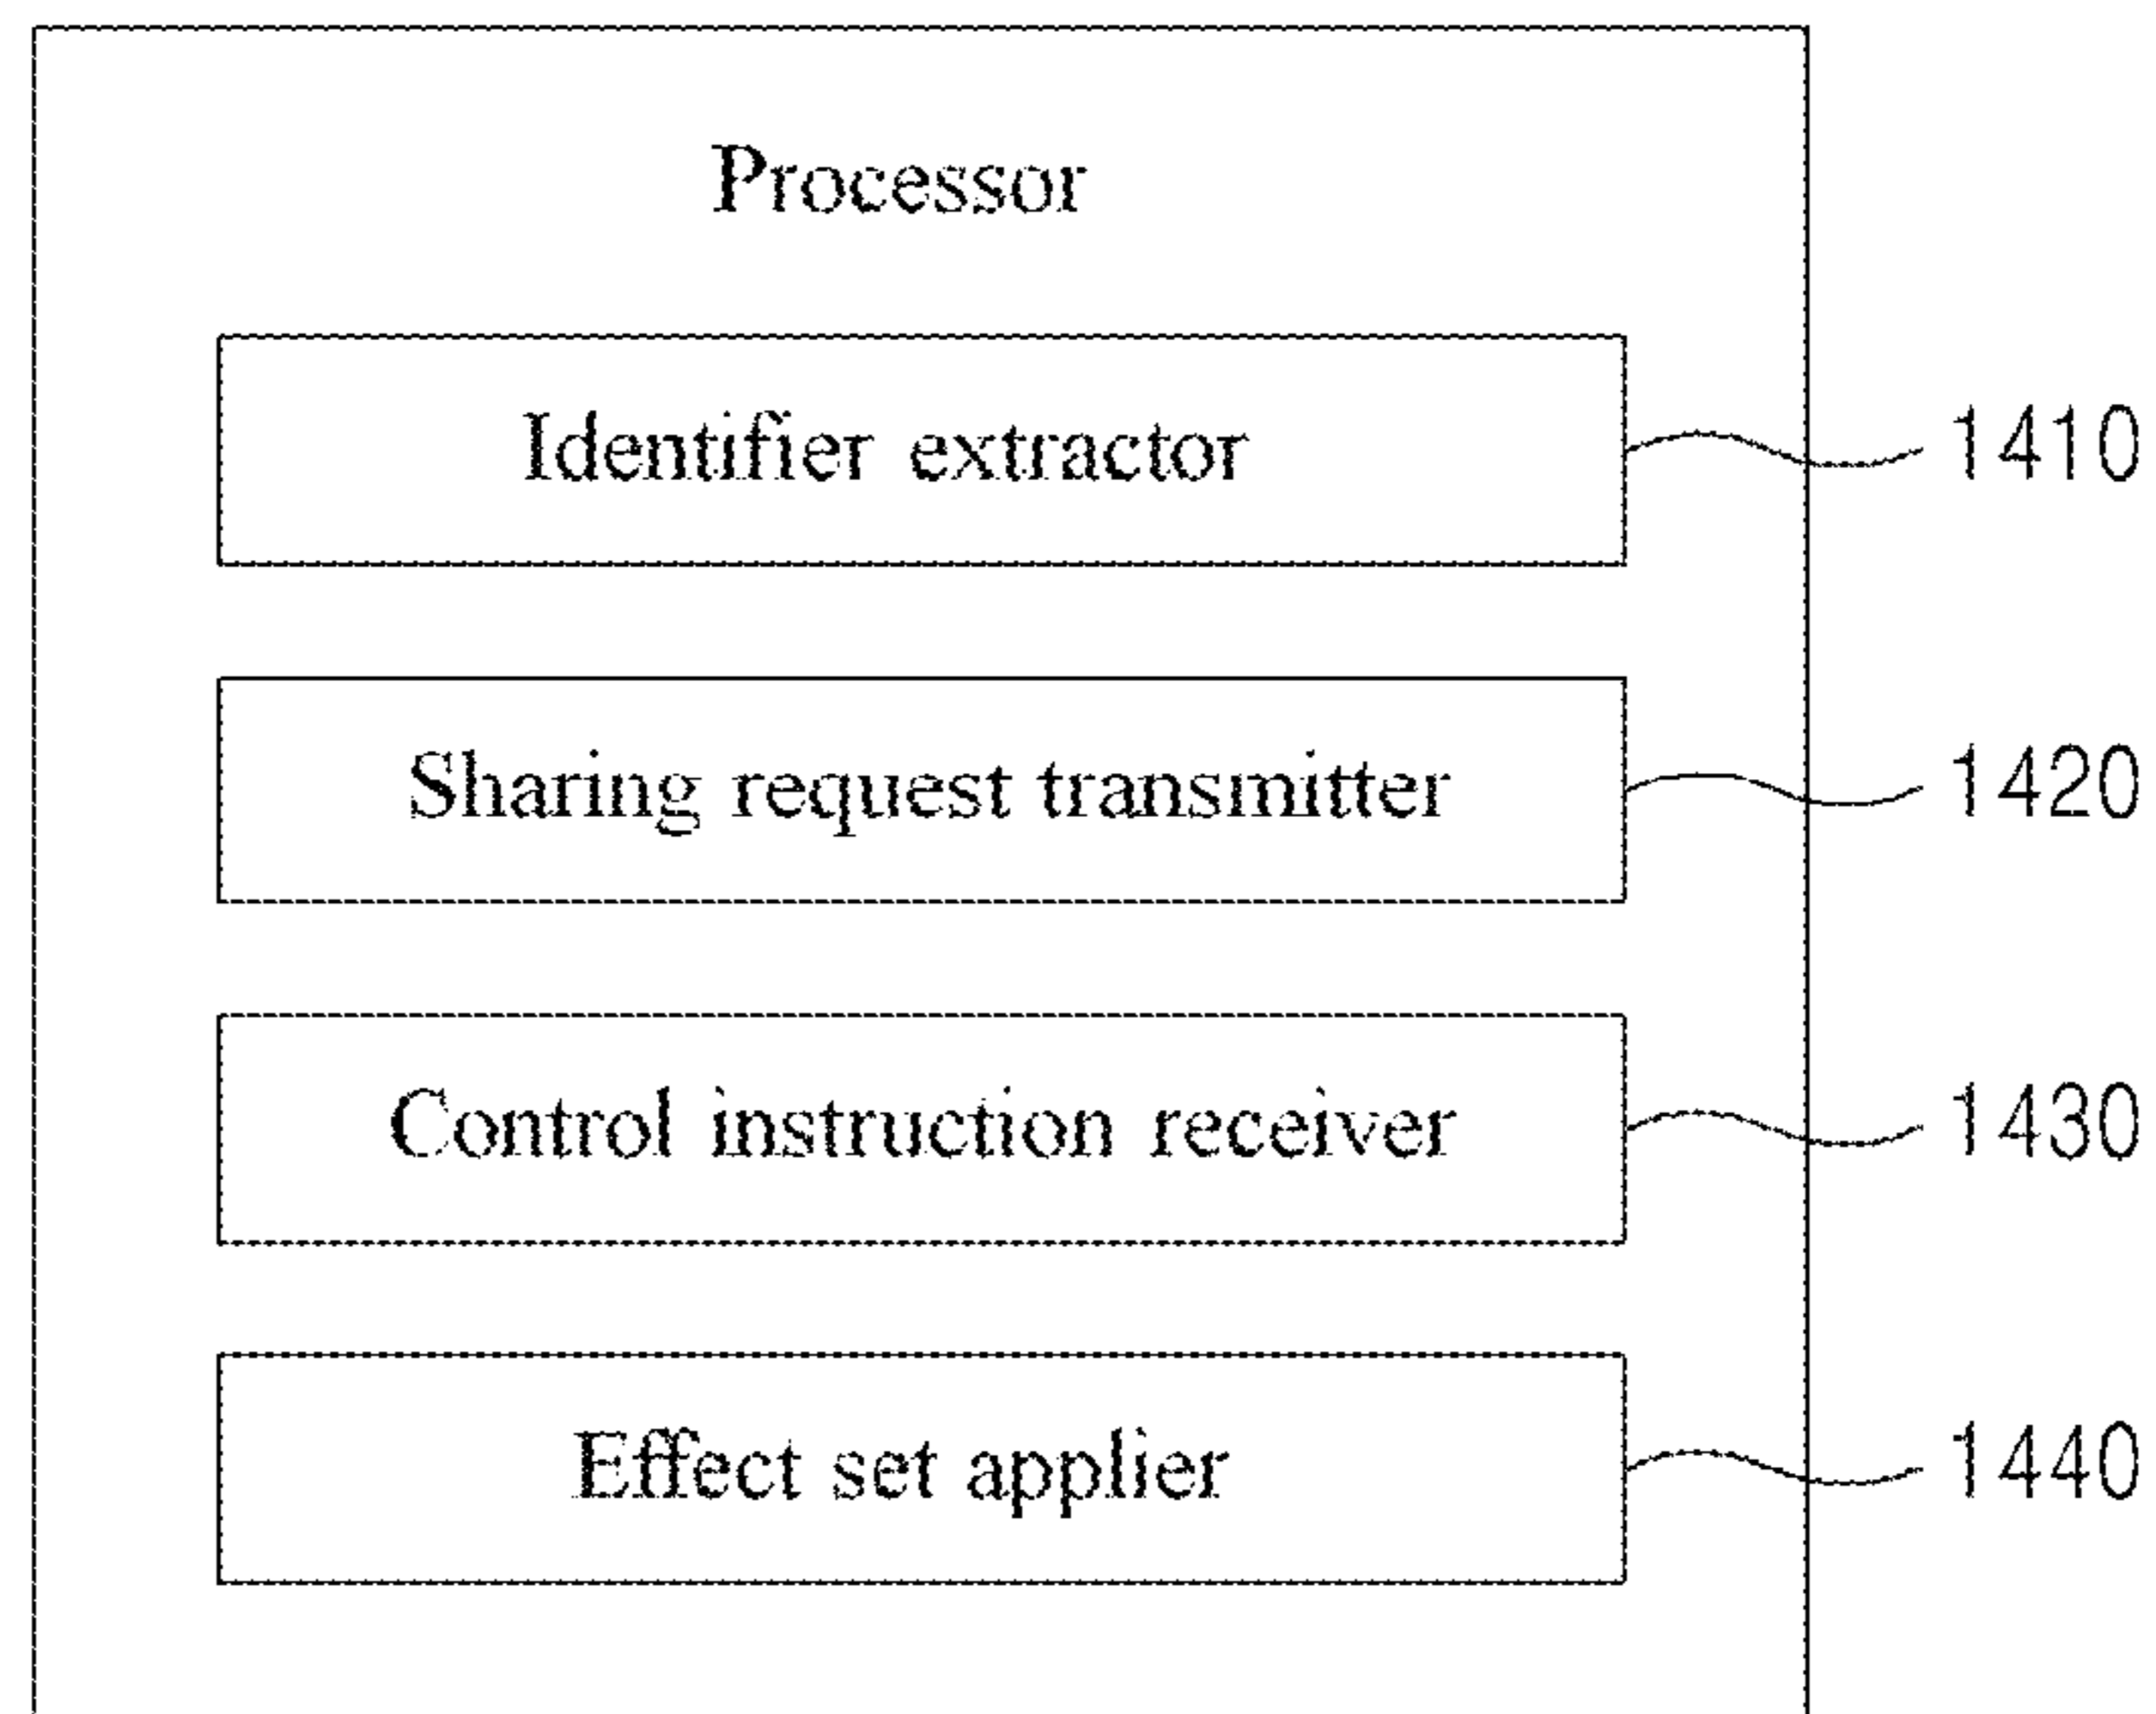 Processor
Identifier extractor 1410
Sharing request transmitter 1420
Control instruction receiver 1430
Effect set applier 1440